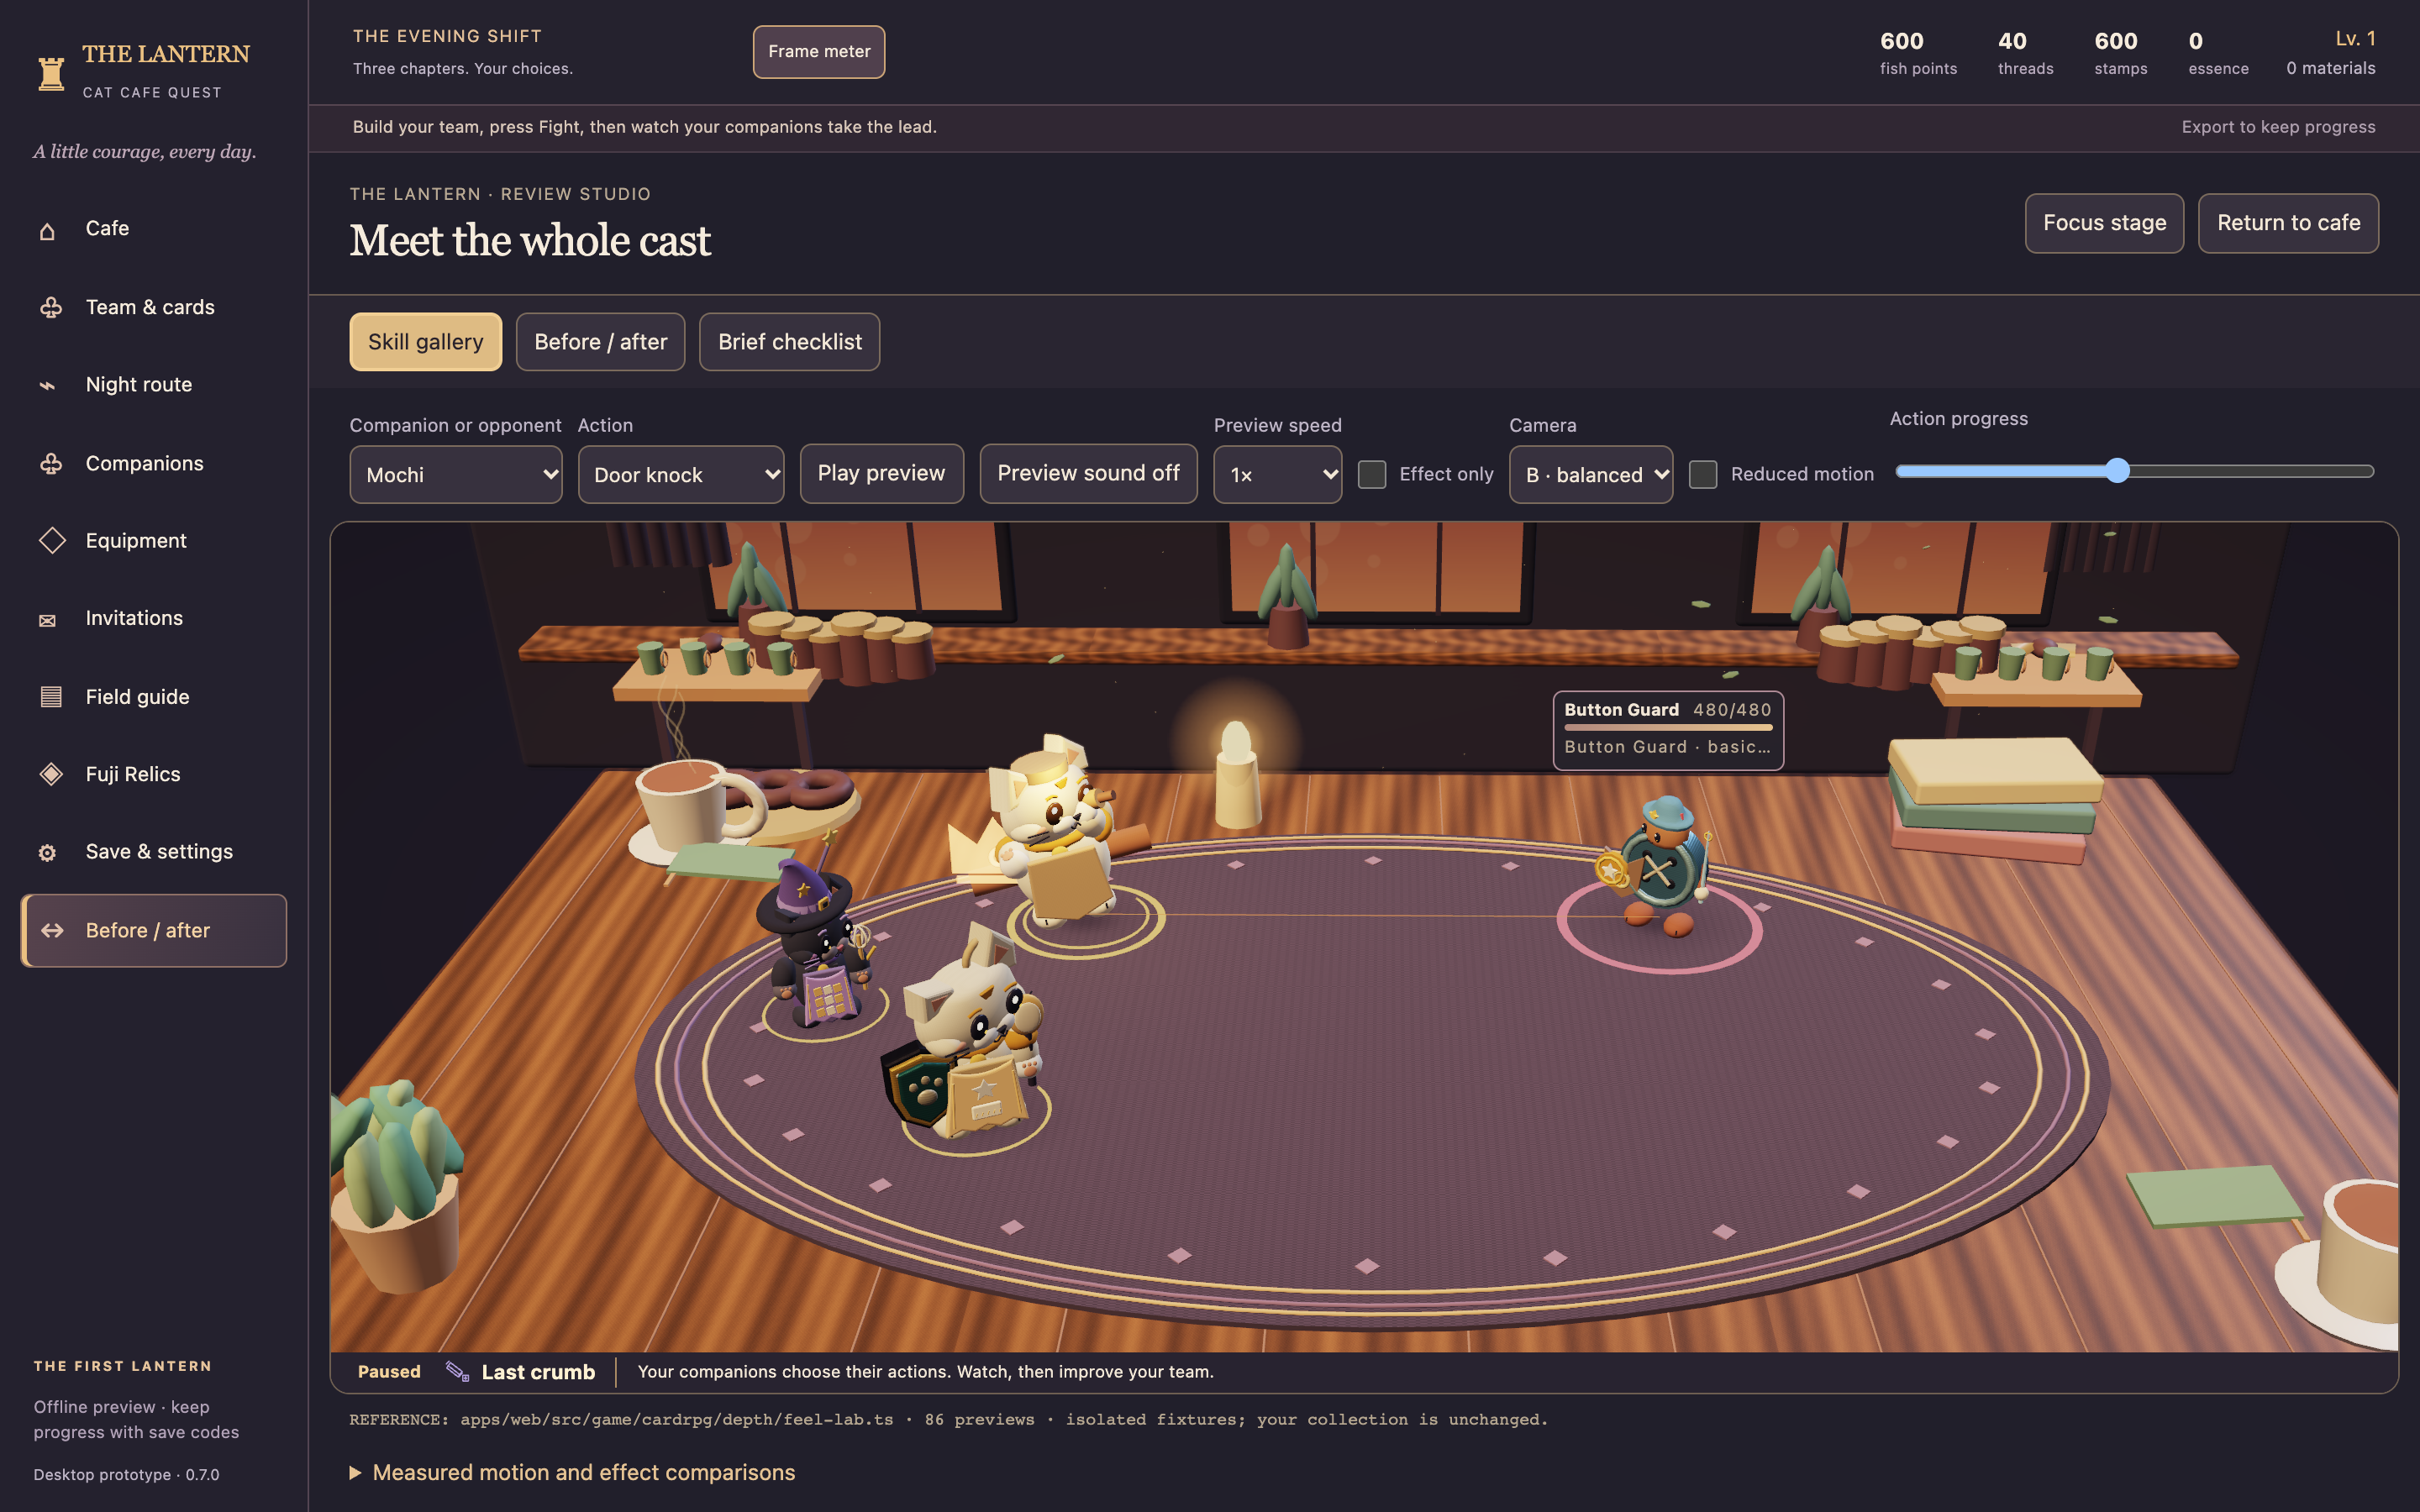 THE LANTERN
CAT CAFE QUEST
A little courage, every day.
Cafe
Team & cards
Night route
Companions
Equipment
Invitations
Field guide
Fuji Relics
Save & settings
Before / after
THE FIRST LANTERN
Offline preview · keep
progress with save codes
Desktop prototype · 0.7.0
THE EVENING SHIFT
Three chapters. Your choices.
Frame meter
600
fish points
40
threads
600
stamps
0
essence
Lv. 1
0 materials
Build your team, press Fight, then watch your companions take the lead.
Export to keep progress
THE LANTERN · REVIEW STUDIO
Meet the whole cast
Focus stage
Return to cafe
Skill gallery
Before / after
Brief checklist
Companion or opponent
Mochi
Action
Door knock
Play preview
Preview sound off
Preview speed
1x
Effect only
Camera
B · balanced
Reduced motion
Action progress
Button Guard 480/480
Button Guard · basic…
Paused
Last crumb
Your companions choose their actions. Watch, then improve your team.
REFERENCE: apps/web/src/game/cardrpg/depth/feel-lab.ts · 86 previews · isolated fixtures; your collection is unchanged.
Measured motion and effect comparisons